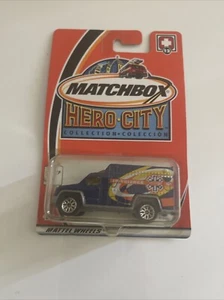 MATCHBOX
HERO-CITY
COLLECTION • COLECCIÓN
MATTEL WHEELS